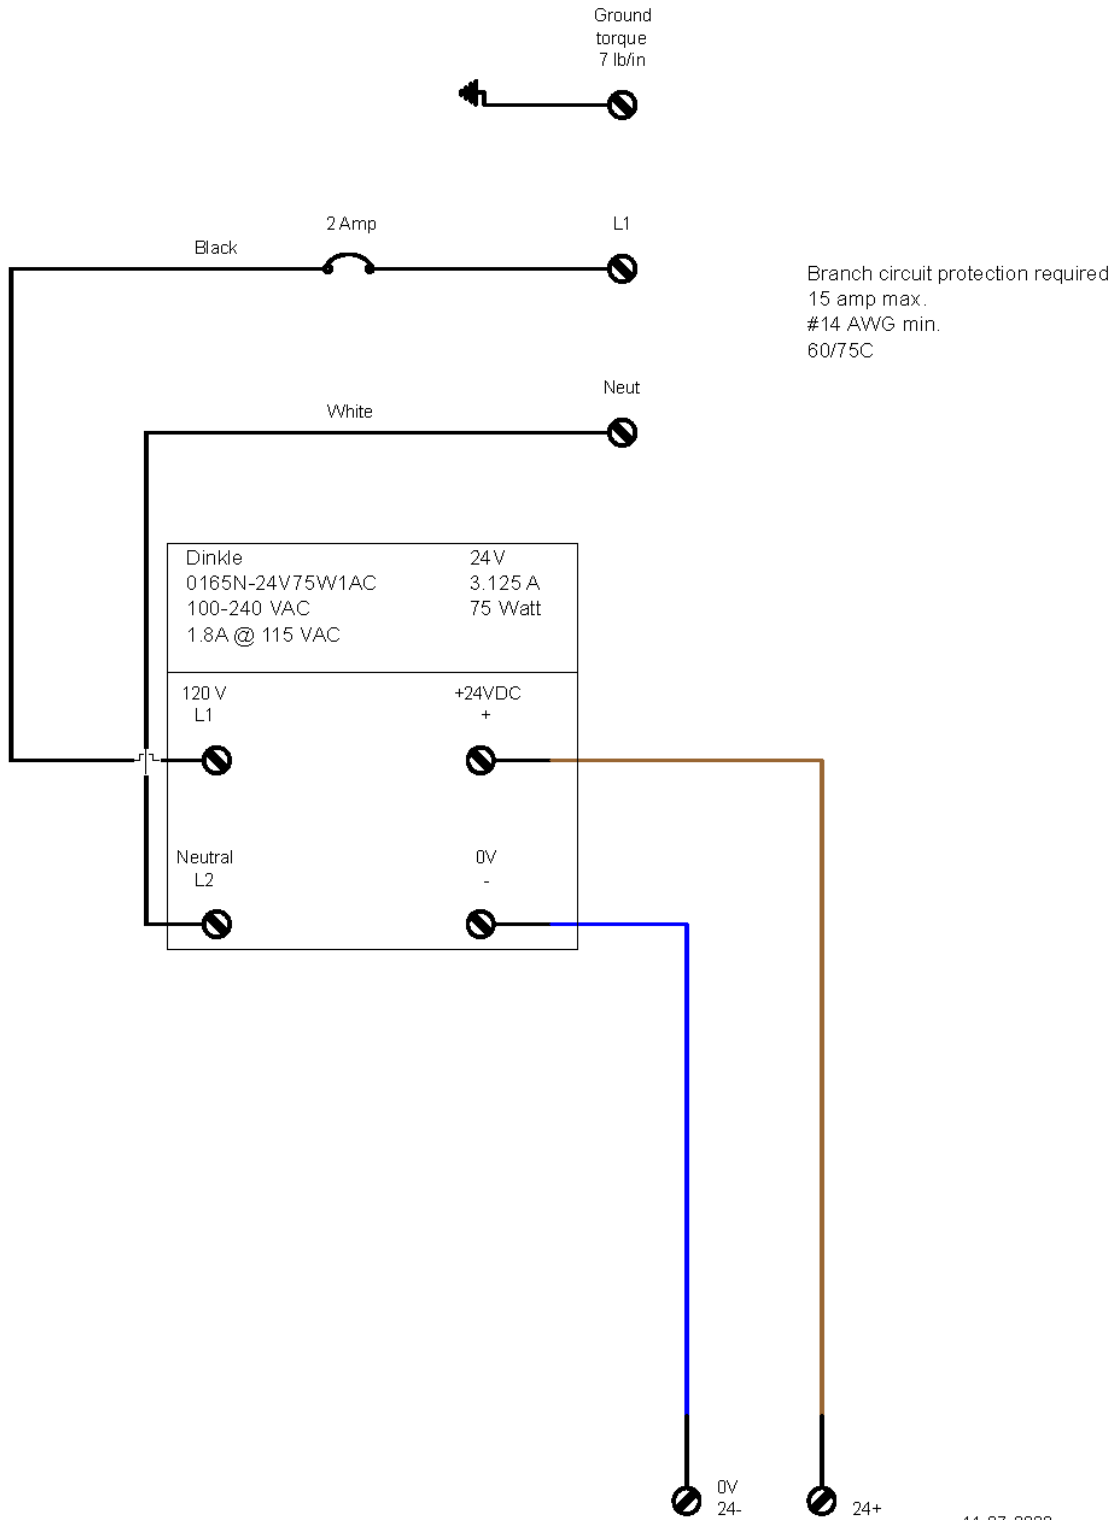 Ground
torque
7 lb/in
2 Amp
L1
Black
Branch circuit protection required
15 amp max.
#14 AWG min.
60/75C
Neut
White
Dinkle
24V
0165N-24V75W1AC
3.125 A
100-240 VAC
75 Watt
1.8A @ 115 VAC
120 V
L1
+24VDC
+
Neutral
L2
0V
-
0V
24-
24+